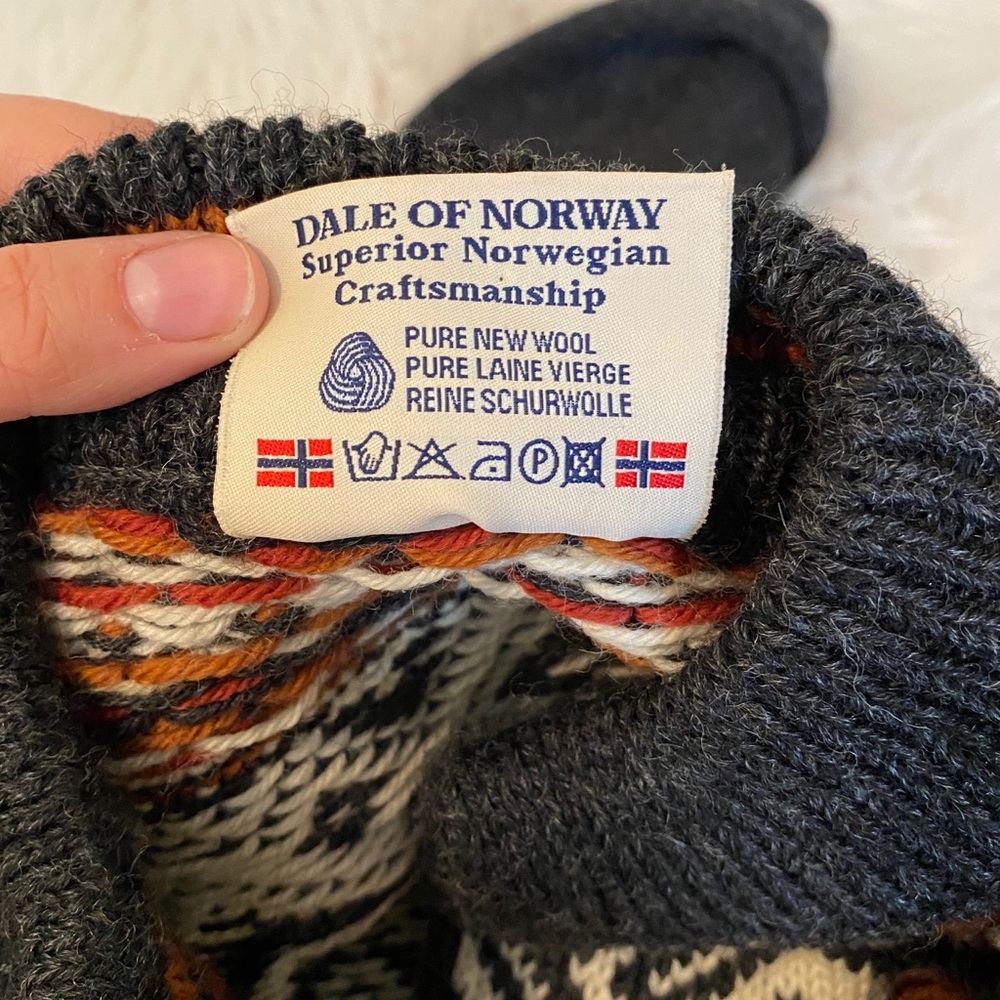 DALE OF NORWAY
Superior Norwegian
Craftsmanship
PURE NEW WOOL
PURE LAINE VIERGE
REINE SCHURWOLLE
P